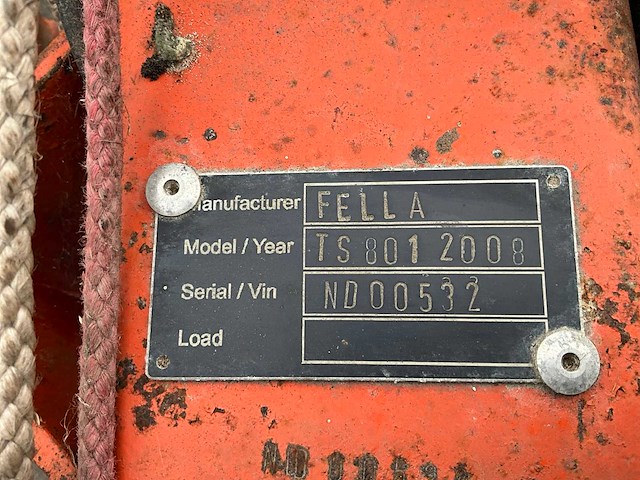 Manufacturer FELLA
Model / Year TS 801 2008
Serial / Vin ND00532
Load